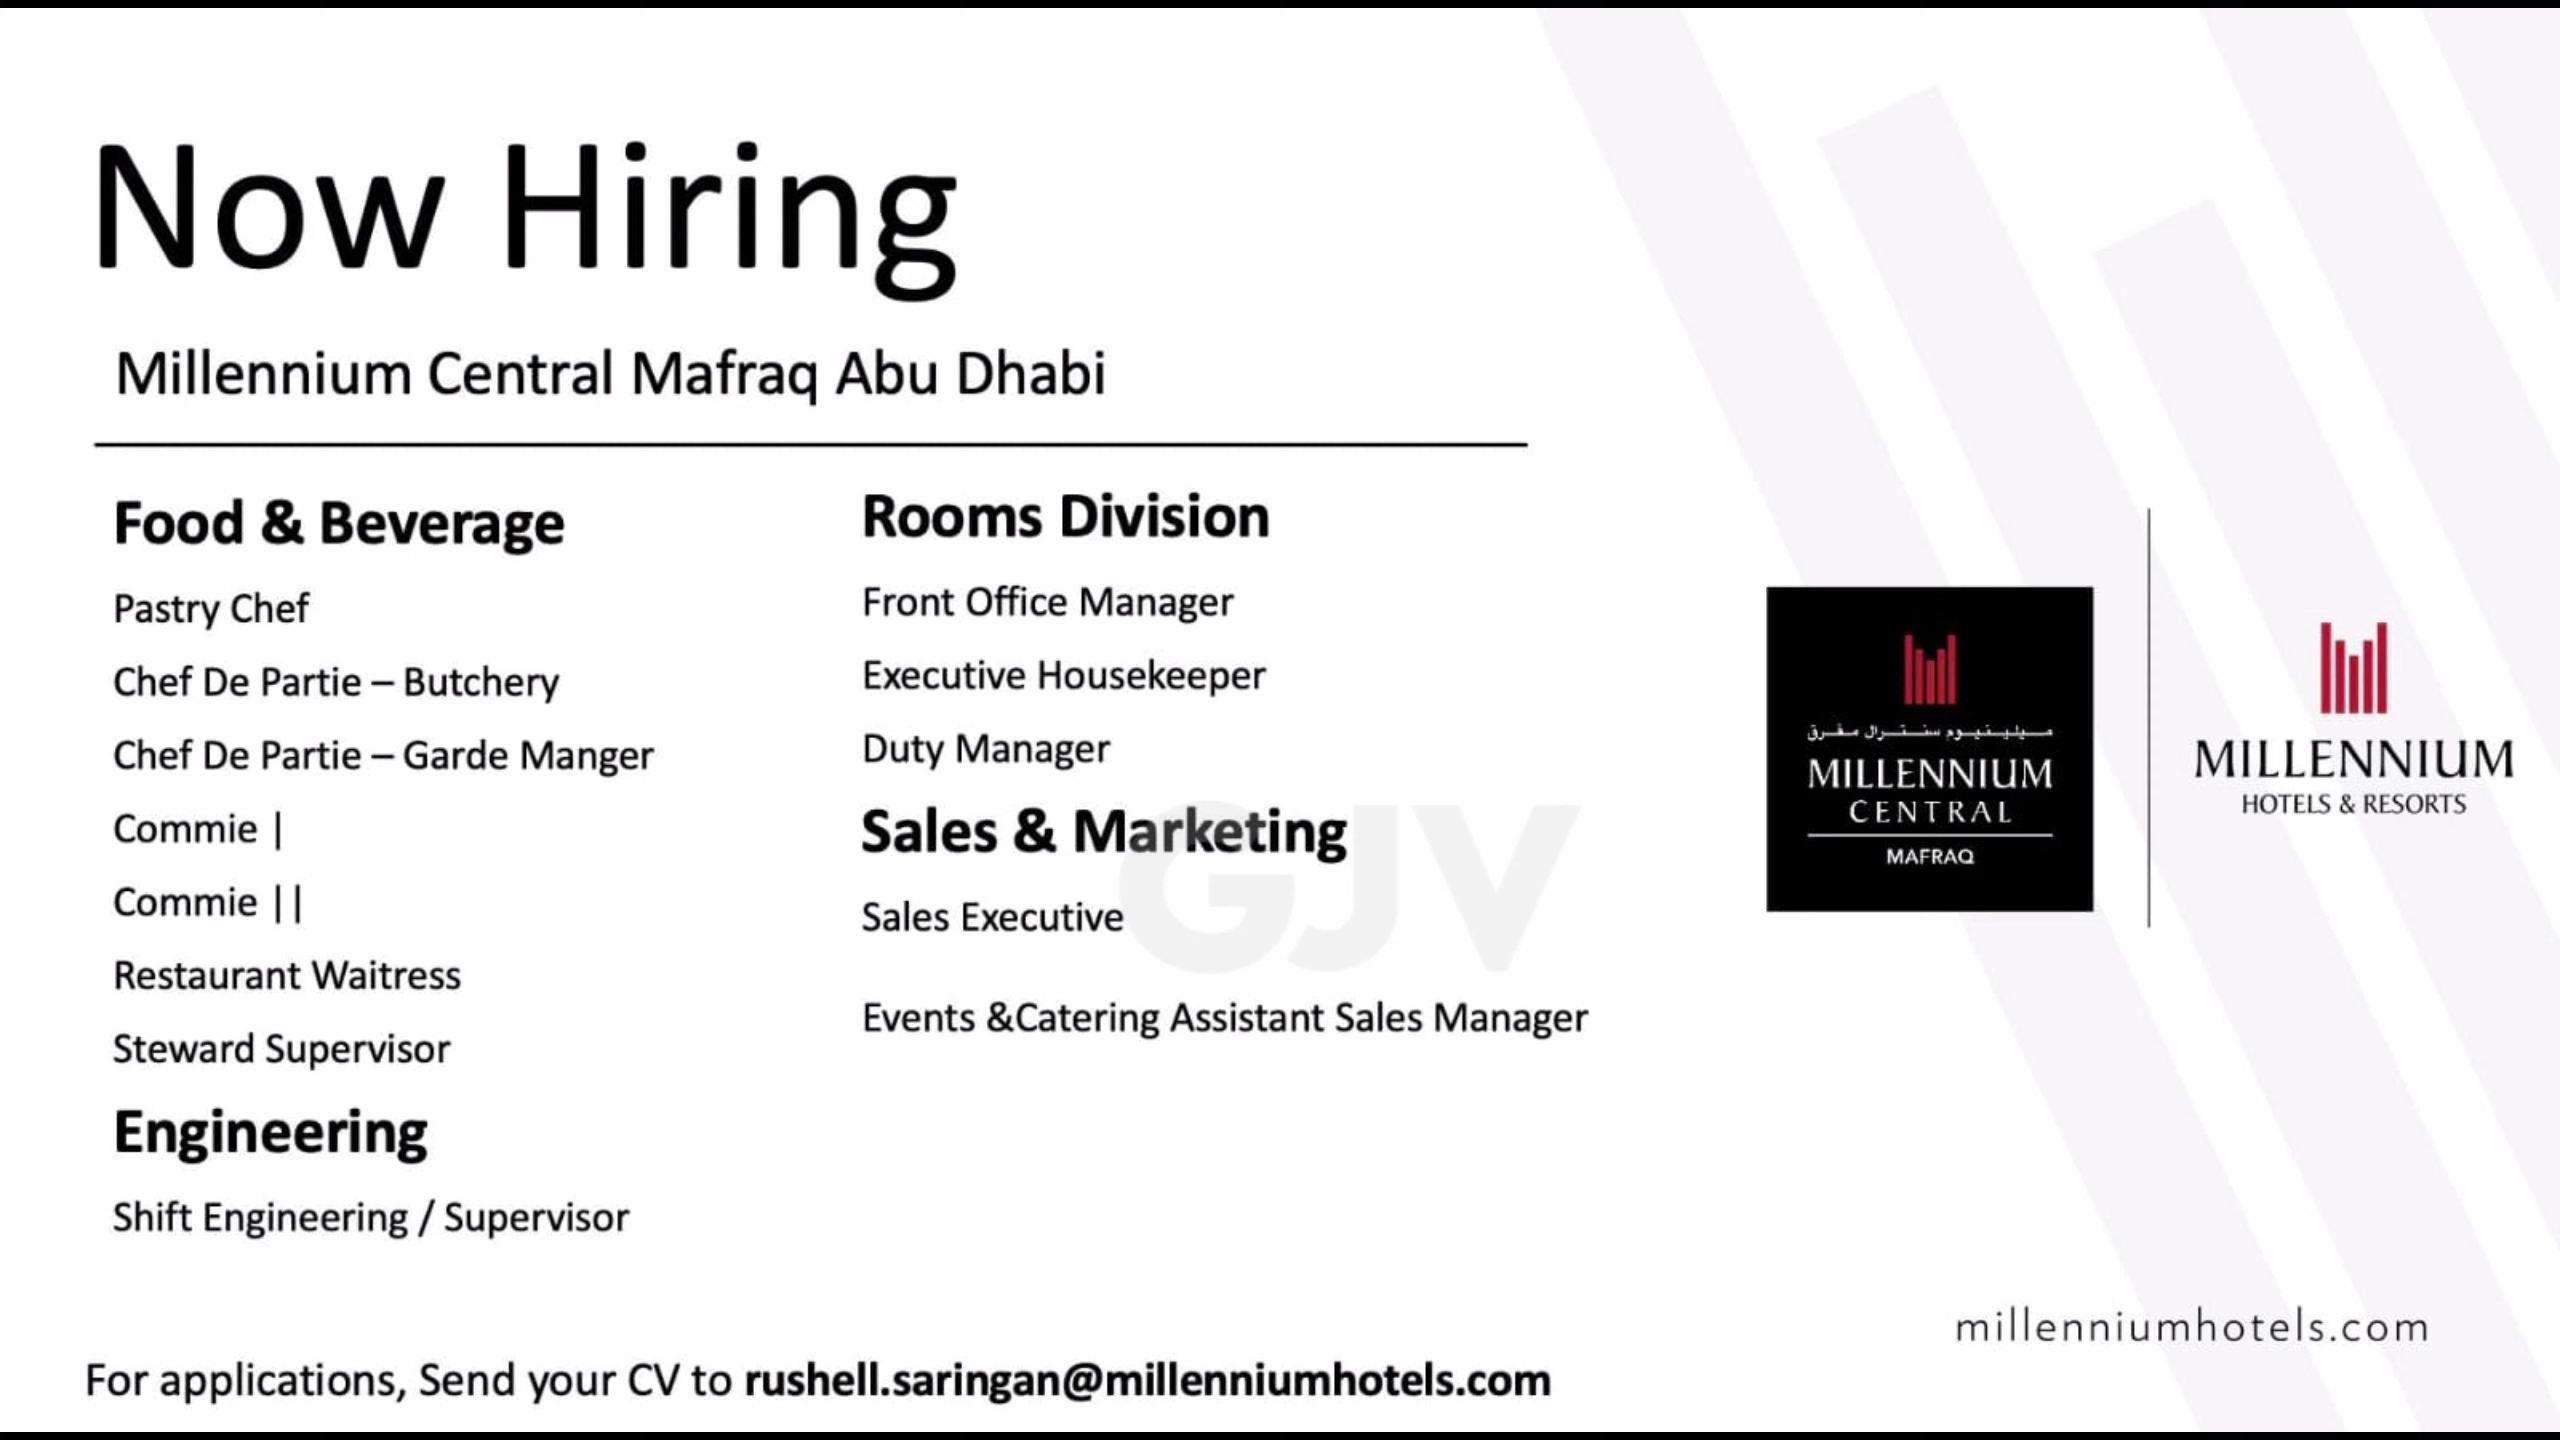 Now Hiring
Millennium Central Mafraq Abu Dhabi
Food & Beverage
Pastry Chef
Chef De Partie – Butchery
Chef De Partie – Garde Manger
Commie |
Commie ||
Restaurant Waitress
Steward Supervisor
Engineering
Shift Engineering / Supervisor
Rooms Division
Front Office Manager
Executive Housekeeper
Duty Manager
Sales & Marketing
Sales Executive
Events &Catering Assistant Sales Manager
GJV
ميلينيوم سنترال مفرق
MILLENNIUM
CENTRAL
MAFRAQ
MILLENNIUM
HOTELS & RESORTS
millenniumhotels.com
For applications, Send your CV to rushell.saringan@millenniumhotels.com